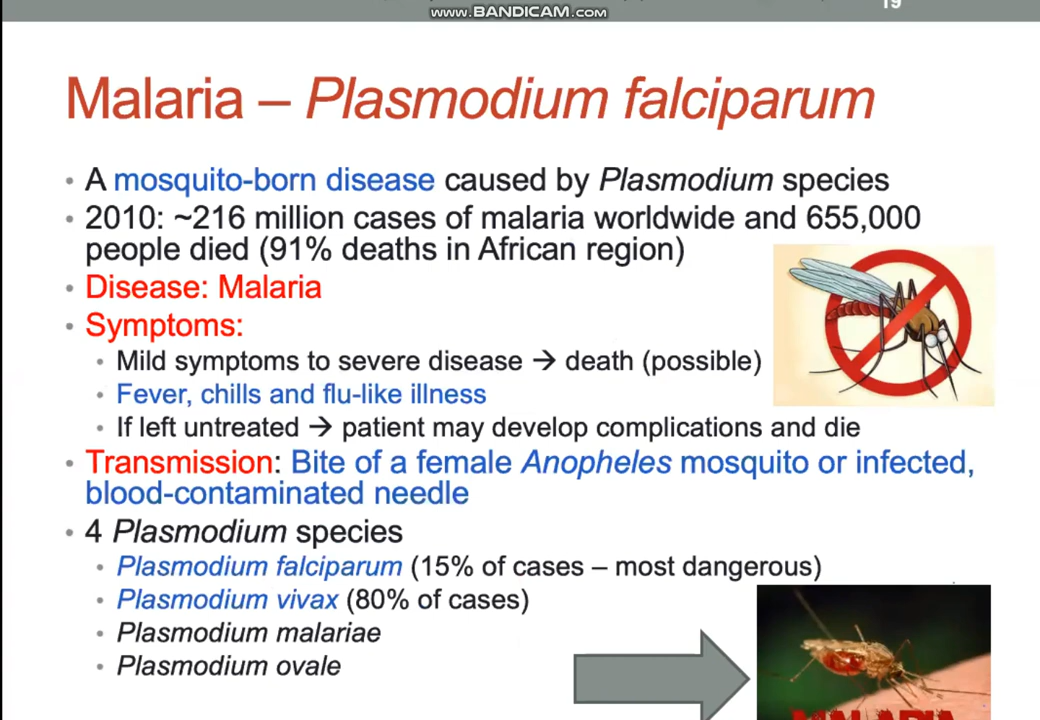 19
www.BANDICAM.com
Malaria – Plasmodium falciparum
• A mosquito-born disease caused by Plasmodium species
• 2010: ~216 million cases of malaria worldwide and 655,000
people died (91% deaths in African region)
• Disease: Malaria
• Symptoms:
• Mild symptoms to severe disease → death (possible)
• Fever, chills and flu-like illness
• If left untreated → patient may develop complications and die
• Transmission: Bite of a female Anopheles mosquito or infected,
blood-contaminated needle
• 4 Plasmodium species
• Plasmodium falciparum (15% of cases – most dangerous)
• Plasmodium vivax (80% of cases)
• Plasmodium malariae
• Plasmodium ovale
MALARIA